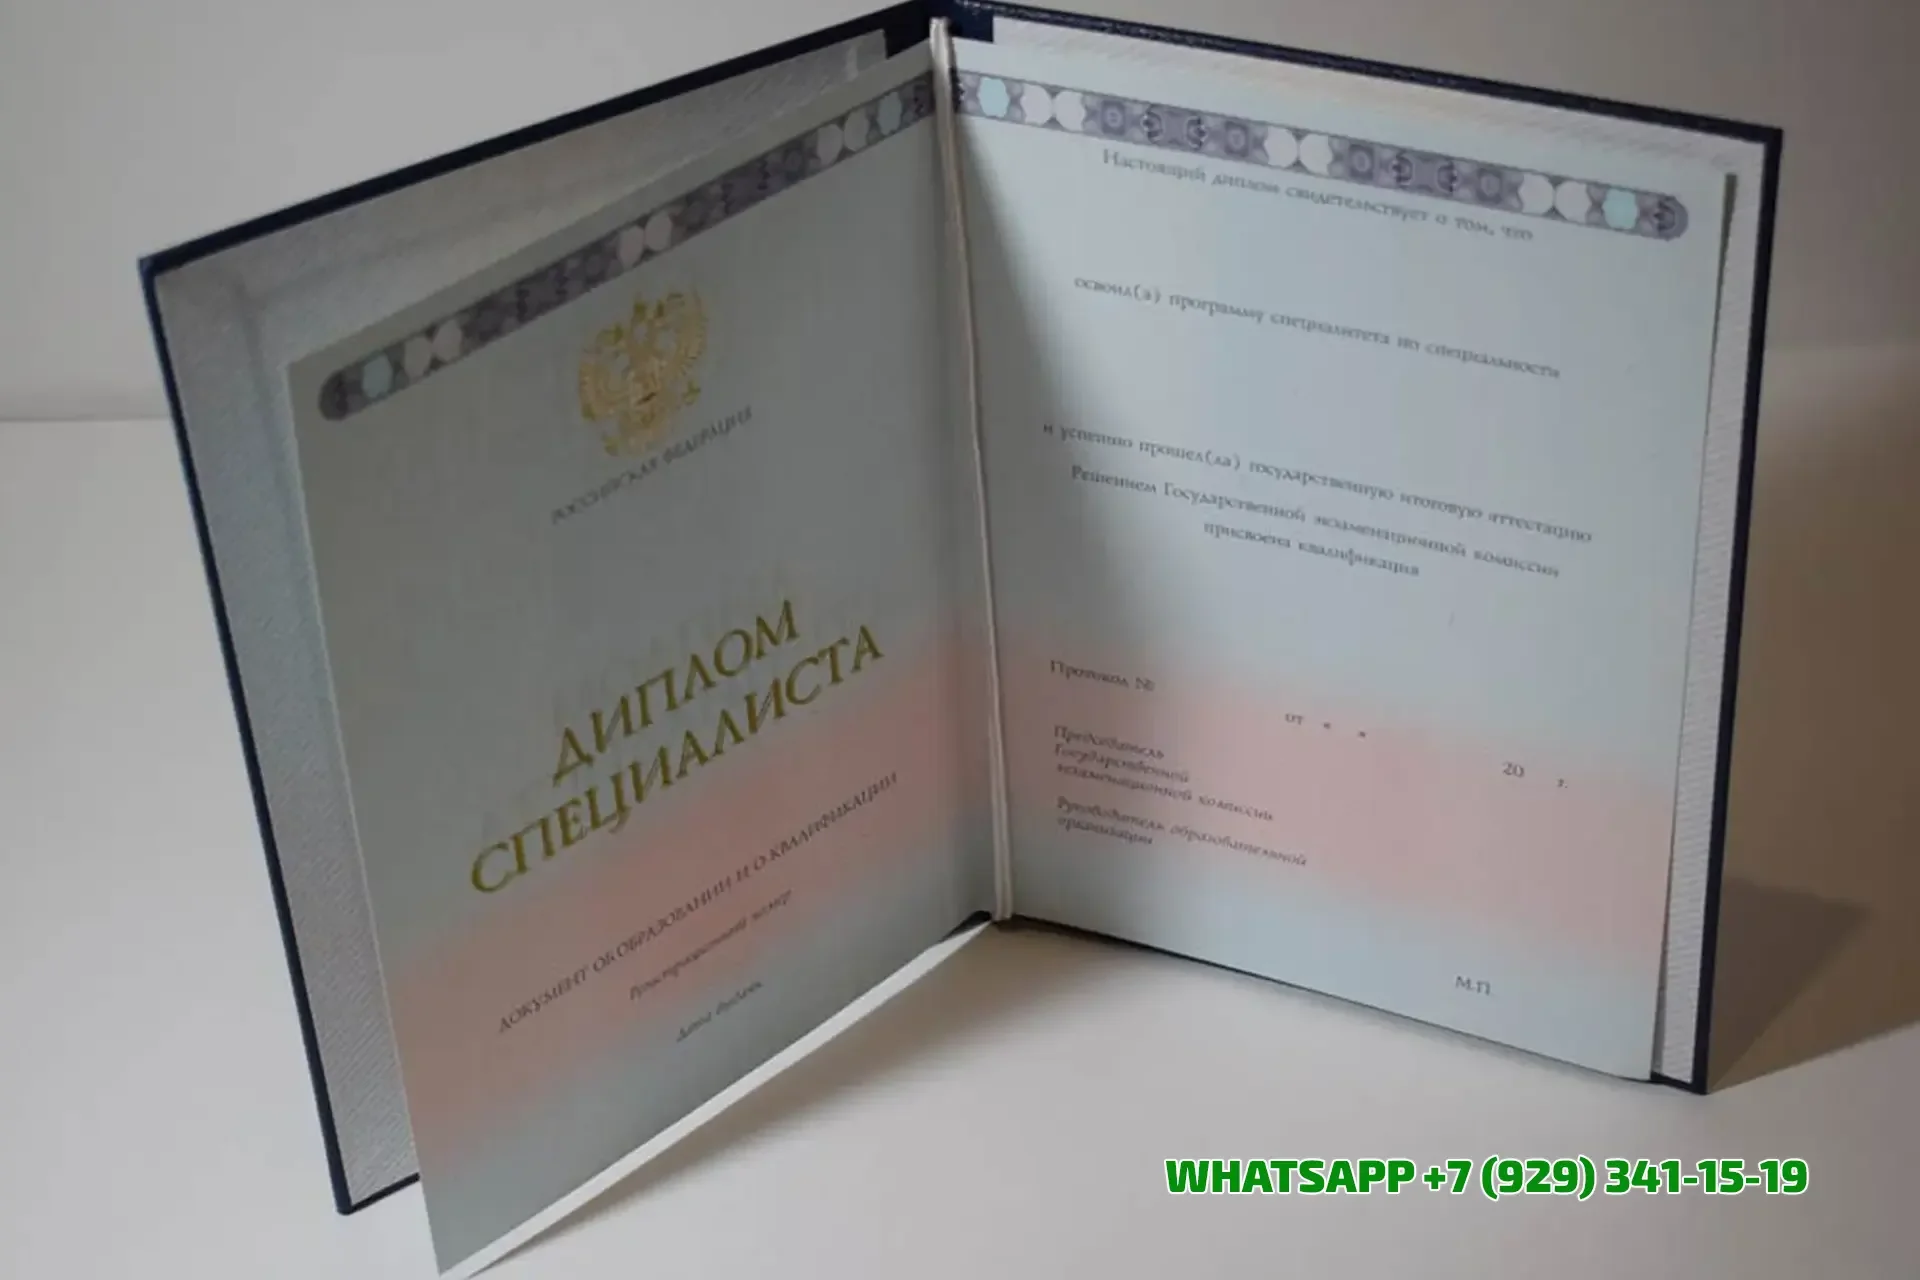 РОССИЙСКАЯ ФЕДЕРАЦИЯ
ДИПЛОМ
СПЕЦИАЛИСТА
ДОКУМЕНТ ОБ ОБРАЗОВАНИИ И О КВАЛИФИКАЦИИ
Регистрационный номер
Дата выдачи
Настоящий диплом свидетельствует о том, что
освоил(а) программу специалитета по специальности
и успешно прошел(ла) государственную итоговую аттестацию
Решением Государственной экзаменационной комиссии
присвоена квалификация
Протокол №
от « »
20 г.
Председатель
Государственной
экзаменационной комиссии
Руководитель образовательной
организации
М.П.
WHATSAPP +7 (929) 341-15-19